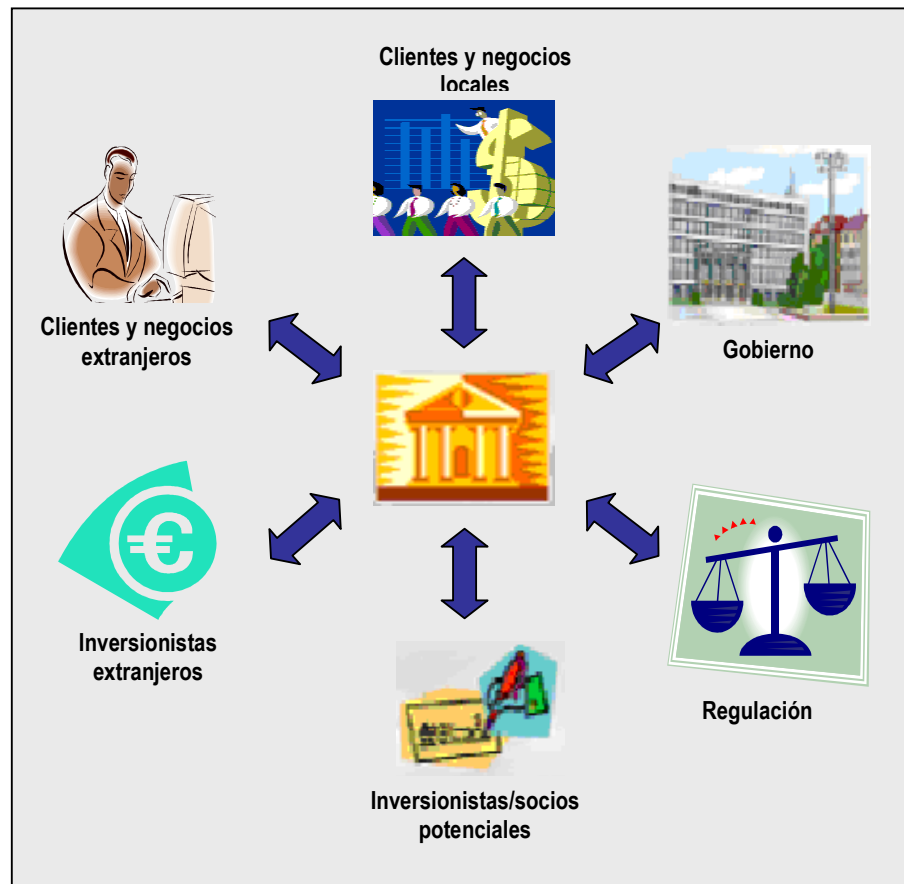 Clientes y negocios
locales
Clientes y negocios
extranjeros
Gobierno
Inversionistas
extranjeros
Regulación
Inversionistas/socios
potenciales